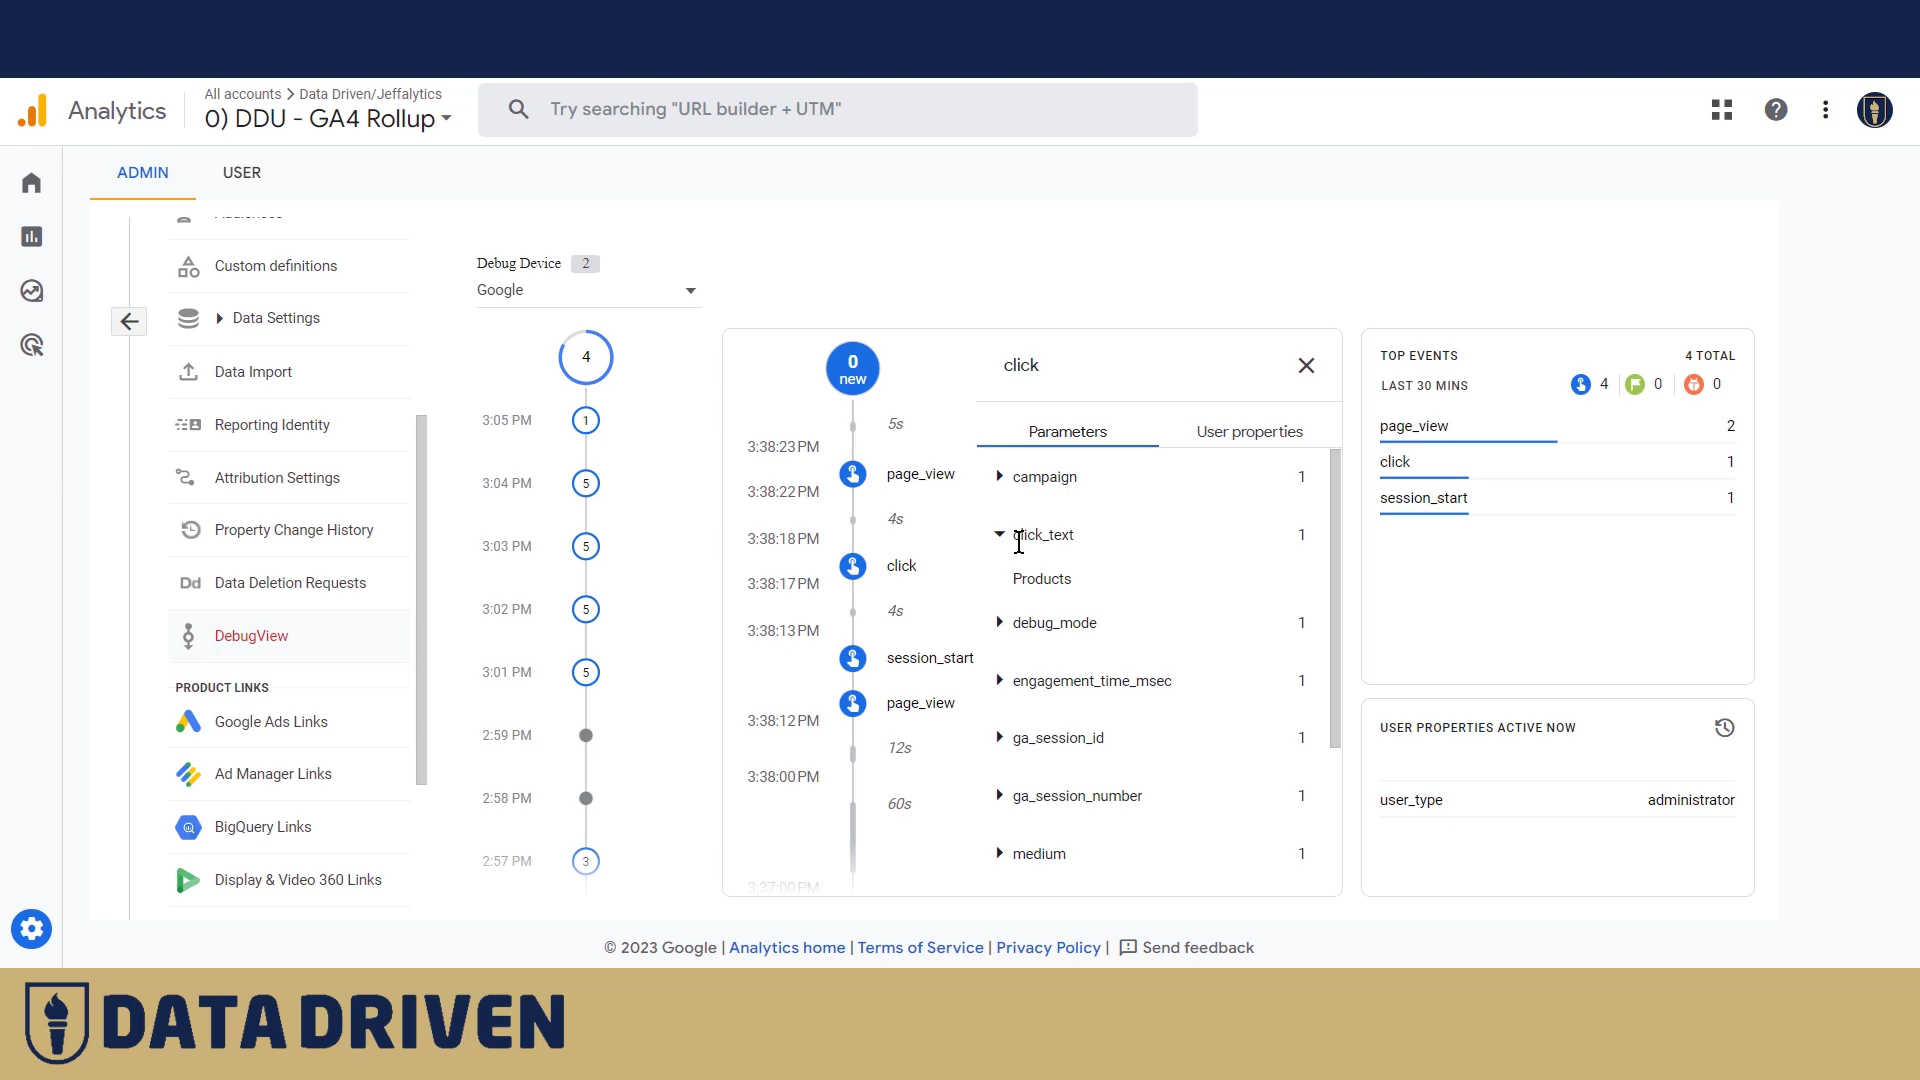 Analytics
All accounts > Data Driven/Jeffalytics
0) DDU - GA4 Rollup
Try searching "URL builder + UTM"
ADMIN
USER
Custom definitions
Data Settings
Data Import
Reporting Identity
Attribution Settings
Property Change History
Dd Data Deletion Requests
DebugView
PRODUCT LINKS
Google Ads Links
Ad Manager Links
BigQuery Links
Display & Video 360 Links
Debug Device 2
Google
4
3:05 PM 1
3:04 PM 5
3:03 PM 5
3:02 PM 5
3:01 PM 5
2:59 PM
2:58 PM
2:57 PM 3
0
new
5s
3:38:23 PM
page_view
3:38:22 PM
4s
3:38:18 PM
click
3:38:17 PM
4s
3:38:13 PM
session_start
page_view
3:38:12 PM
12s
3:38:00 PM
60s
3:37:00 PM
click
Parameters
User properties
campaign 1
click_text 1
Products
debug_mode 1
engagement_time_msec 1
ga_session_id 1
ga_session_number 1
medium 1
TOP EVENTS 4 TOTAL
LAST 30 MINS 4 0 0
page_view 2
click 1
session_start 1
USER PROPERTIES ACTIVE NOW
user_type administrator
© 2023 Google | Analytics home | Terms of Service | Privacy Policy | Send feedback
DATA DRIVEN